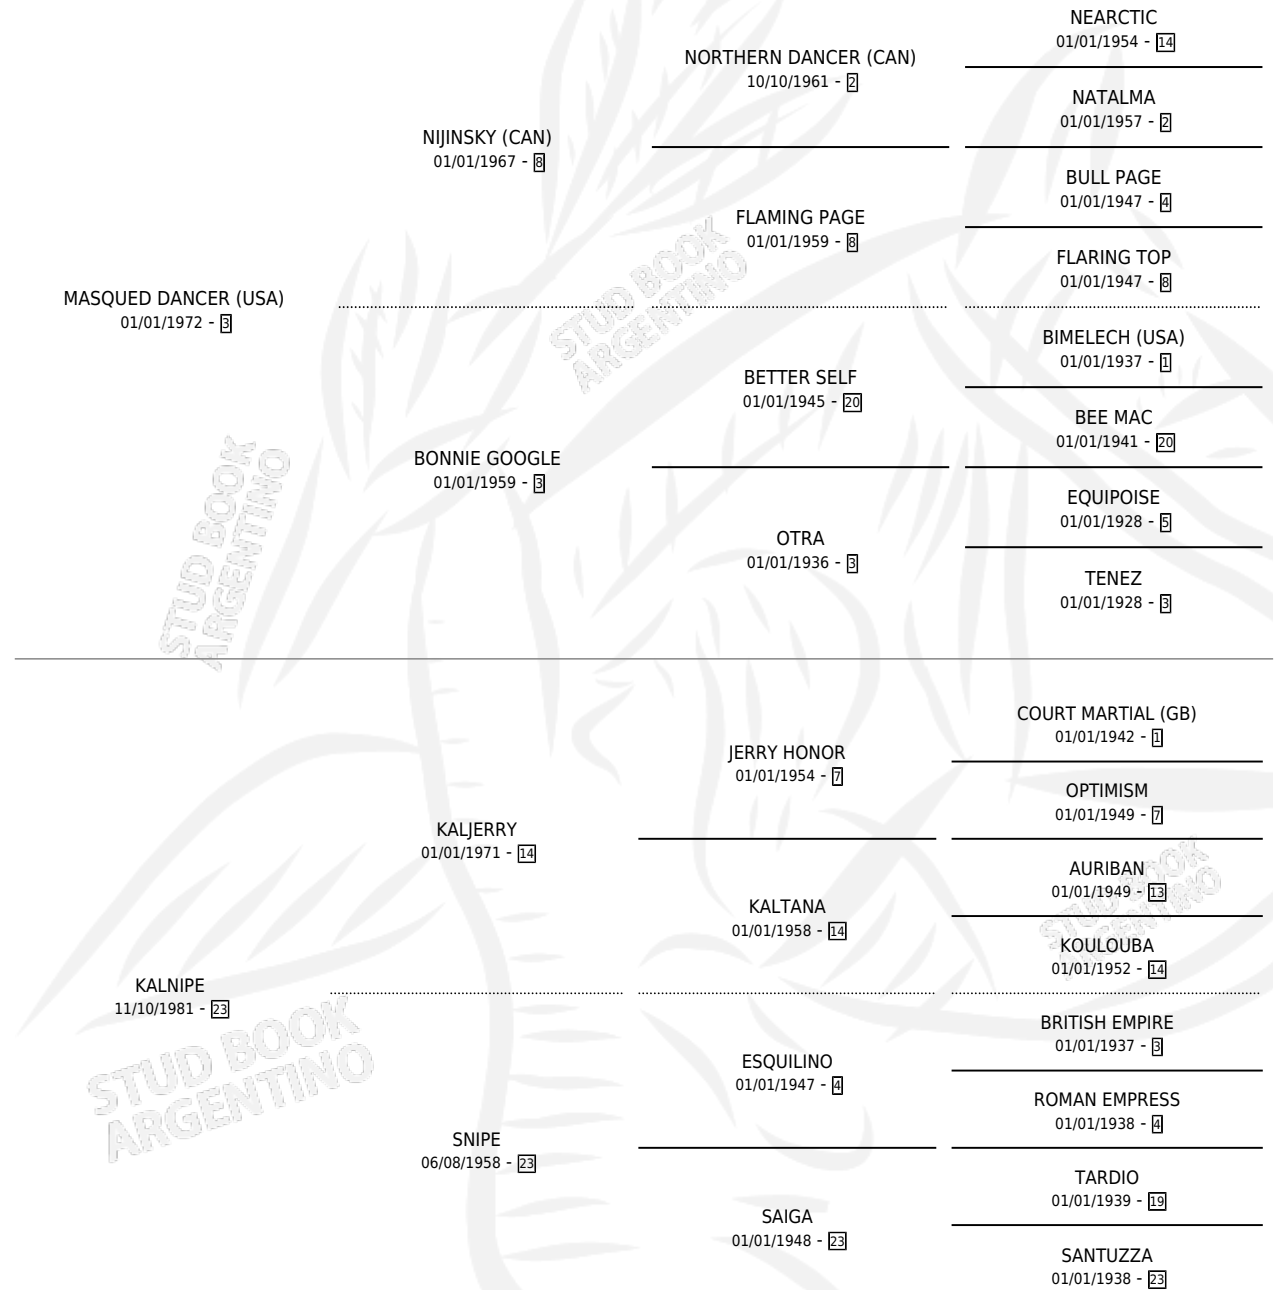 NEARCTIC
01/01/1954 - 14
NORTHERN DANCER (CAN)
10/10/1961 - 2
NATALMA
01/01/1957 - 2
NIJINSKY (CAN)
01/01/1967 - 8
BULL PAGE
01/01/1947 - 4
FLAMING PAGE
01/01/1959 - 8
FLARING TOP
01/01/1947 - 8
MASQUED DANCER (USA)
01/01/1972 - 3
BIMELECH (USA)
01/01/1937 - 1
BETTER SELF
01/01/1945 - 20
BEE MAC
01/01/1941 - 20
BONNIE GOOGLE
01/01/1959 - 3
EQUIPOISE
01/01/1928 - 5
OTRA
01/01/1936 - 3
TENEZ
01/01/1928 - 3
COURT MARTIAL (GB)
01/01/1942 - 1
JERRY HONOR
01/01/1954 - 7
OPTIMISM
01/01/1949 - 7
KALJERRY
01/01/1971 - 14
AURIBAN
01/01/1949 - 13
KALTANA
01/01/1958 - 14
KOULOUBA
01/01/1952 - 14
KALNIPE
11/10/1981 - 23
BRITISH EMPIRE
01/01/1937 - 3
ESQUILINO
01/01/1947 - 4
ROMAN EMPRESS
01/01/1938 - 4
SNIPE
06/08/1958 - 23
TARDIO
01/01/1939 - 19
SAIGA
01/01/1948 - 23
SANTUZZA
01/01/1938 - 23
STUD BOOK
ARGENTINO
STUD BOOK
ARGENTINO
STUD BOOK
ARGENTINO
STUD BOOK
ARGENTINO